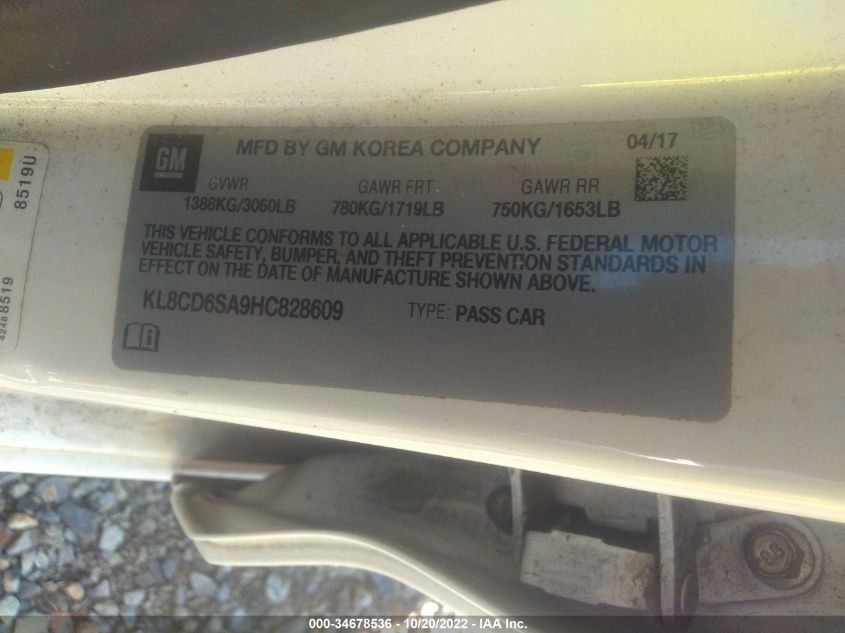 GM
MFD BY GM KOREA COMPANY
04/17
GVWR
GAWR FRT
GAWR RR
1388KG/3060LB
780KG/1719LB
750KG/1653LB
THIS VEHICLE CONFORMS TO ALL APPLICABLE U.S. FEDERAL MOTOR
VEHICLE SAFETY, BUMPER, AND THEFT PREVENTION STANDARDS IN
EFFECT ON THE DATE OF MANUFACTURE SHOWN ABOVE.
KL8CD6SA9HC828609
TYPE: PASS CAR
8519U
42488519
000-34678536 - 10/20/2022 - IAA Inc.